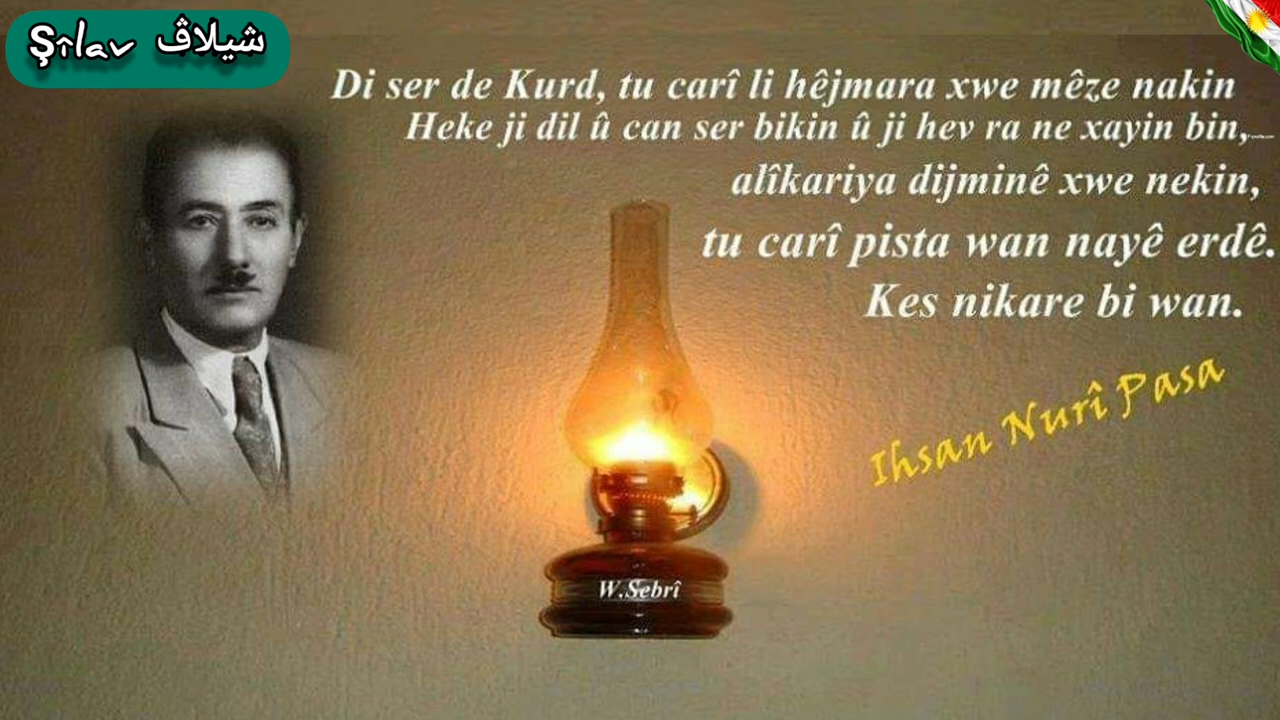 Şîlav شيلاڤ
Di ser de Kurd, tu carî li hêjmara xwe mêze nakin
Heke ji dil û can ser bikin û ji hev ra ne xayin bin,
alîkariya dijminê xwe nekin,
tu carî pista wan nayê erdê.
Kes nikare bi wan.
Ihsan Nurî Pasa
W.Sebrî